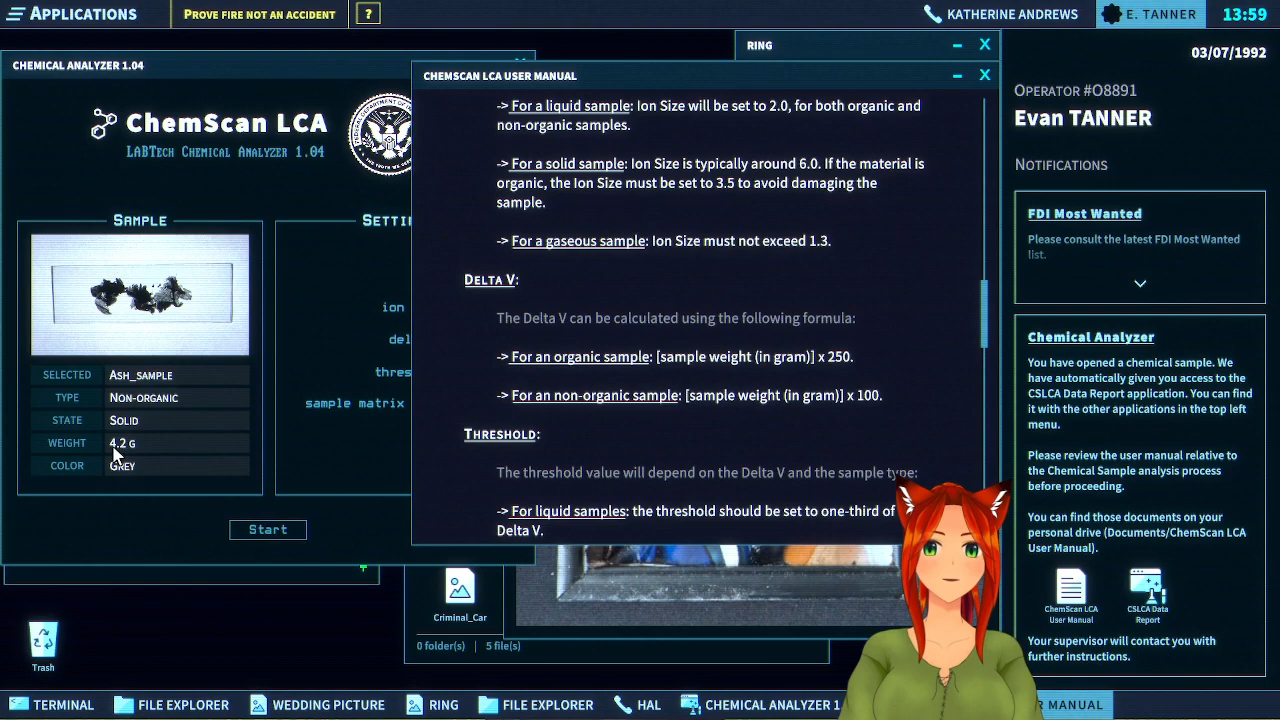 APPLICATIONS
PROVE FIRE NOT AN ACCIDENT
?
KATHERINE ANDREWS
E. TANNER
13:59
CHEMICAL ANALYZER 1.04
ChemScan LCA
LABTech Chemical Analyzer 1.04
SAMPLE
SELECTED ASH_SAMPLE
TYPE NON-ORGANIC
STATE SOLID
WEIGHT 4.2 G
COLOR GREY
ion
sample matrix
Start
RING
X
CHEMSCAN LCA USER MANUAL
X
-> For a liquid sample: Ion Size will be set to 2.0, for both organic and
non-organic samples.
-> For a solid sample: Ion Size is typically around 6.0. If the material is
organic, the Ion Size must be set to 3.5 to avoid damaging the
sample.
-> For a gaseous sample: Ion Size must not exceed 1.3.
DELTA V:
The Delta V can be calculated using the following formula:
-> For an organic sample: [sample weight (in gram)] x 250.
-> For an non-organic sample: [sample weight (in gram)] x 100.
THRESHOLD:
The threshold value will depend on the Delta V and the sample type:
-> For liquid samples: the threshold should be set to one-third of
Delta V.
03/07/1992
OPERATOR #O8891
Evan TANNER
NOTIFICATIONS
FDI Most Wanted
Please consult the latest FDI Most Wanted
list.
Chemical Analyzer
You have opened a chemical sample. We
have automatically given you access to the
CSLCA Data Report application. You can find
it with the other applications in the top left
menu.
Please review the user manual relative to
the Chemical Sample analysis process
before proceeding.
You can find those documents on your
personal drive (Documents/ChemScan LCA
User Manual).
ChemScan LCA
User Manual
CSLCA Data
Report
Your supervisor will contact you with
further instructions.
Trash
Criminal_Car
0 folder(s) | 5 file(s)
TERMINAL
FILE EXPLORER
WEDDING PICTURE
RING
FILE EXPLORER
HAL
CHEMICAL ANALYZER 1
MANUAL